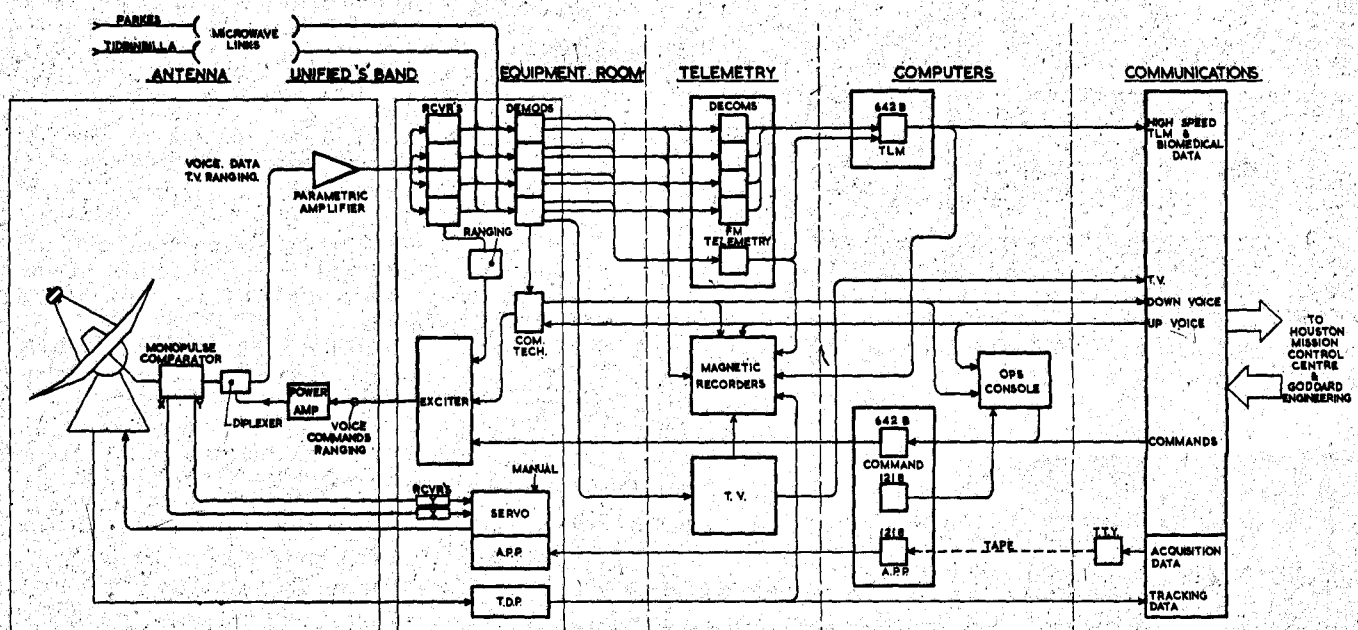 PARKES
TIDBINBILLA
MICROWAVE
LINKS
ANTENNA
UNIFIED 'S' BAND
EQUIPMENT ROOM
TELEMETRY
COMPUTERS
COMMUNICATIONS
RCVR'S
DEMODS
DECOMS
642 B
TLM
HIGH SPEED
TLM &
BIOMEDICAL
DATA
VOICE, DATA
T.V. RANGING.
PARAMETRIC
AMPLIFIER
RANGING
FM
TELEMETRY
T.V.
DOWN VOICE
UP VOICE
TO
HOUSTON
MISSION
CONTROL
CENTRE
&
GODDARD
ENGINEERING
COM.
TECH.
MONOPULSE
COMPARATOR
X
Y
DIPLEXER
POWER
AMP
VOICE
COMMANDS
RANGING
EXCITER
MAGNETIC
RECORDERS
OPS
CONSOLE
642 B
COMMAND
COMMANDS
1218
MANUAL
RCVR'S
Y
X
SERVO
T. V.
A.P.P.
1218
A.P.P.
TAPE
T.T.Y.
ACQUISITION
DATA
T.D.P.
TRACKING
DATA